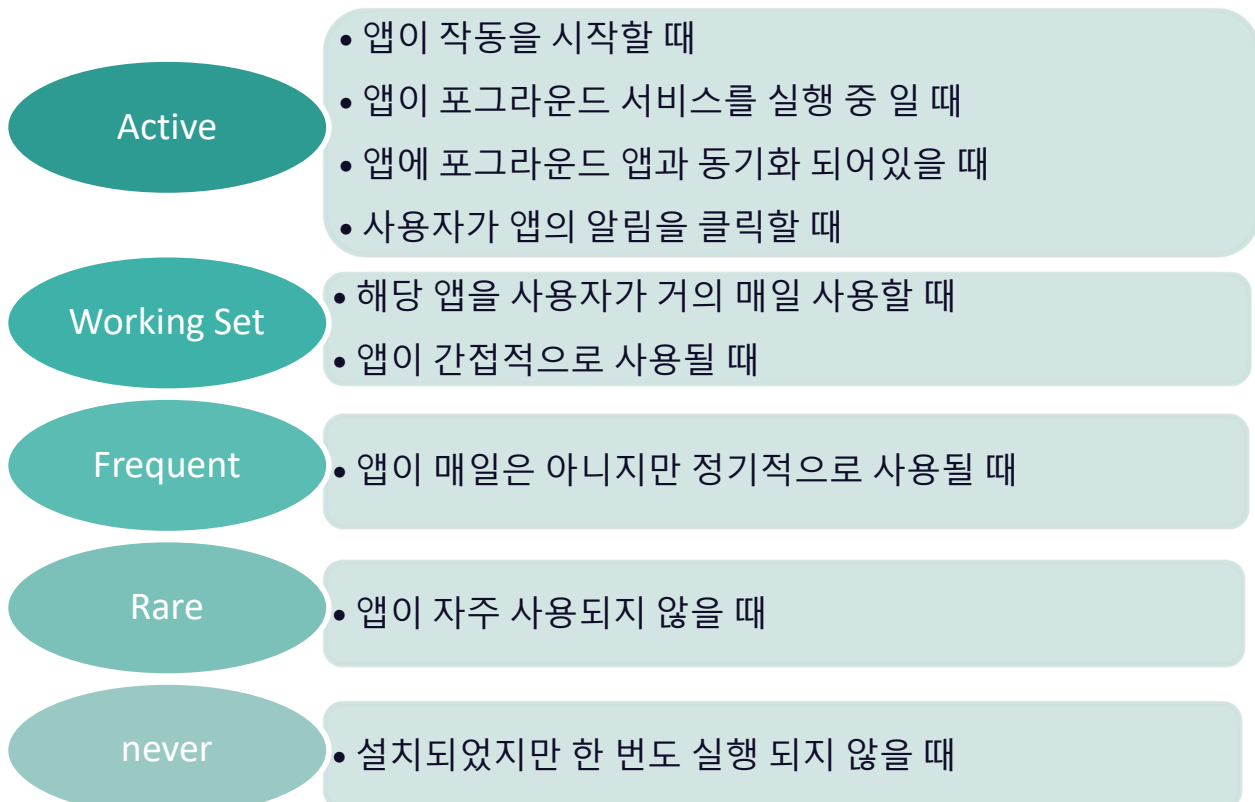 Active
• 앱이 작동을 시작할 때
• 앱이 포그라운드 서비스를 실행 중 일 때
• 앱에 포그라운드 앱과 동기화 되어있을 때
• 사용자가 앱의 알림을 클릭할 때
Working Set
• 해당 앱을 사용자가 거의 매일 사용할 때
• 앱이 간접적으로 사용될 때
Frequent
• 앱이 매일은 아니지만 정기적으로 사용될 때
Rare
• 앱이 자주 사용되지 않을 때
never
• 설치되었지만 한 번도 실행 되지 않을 때